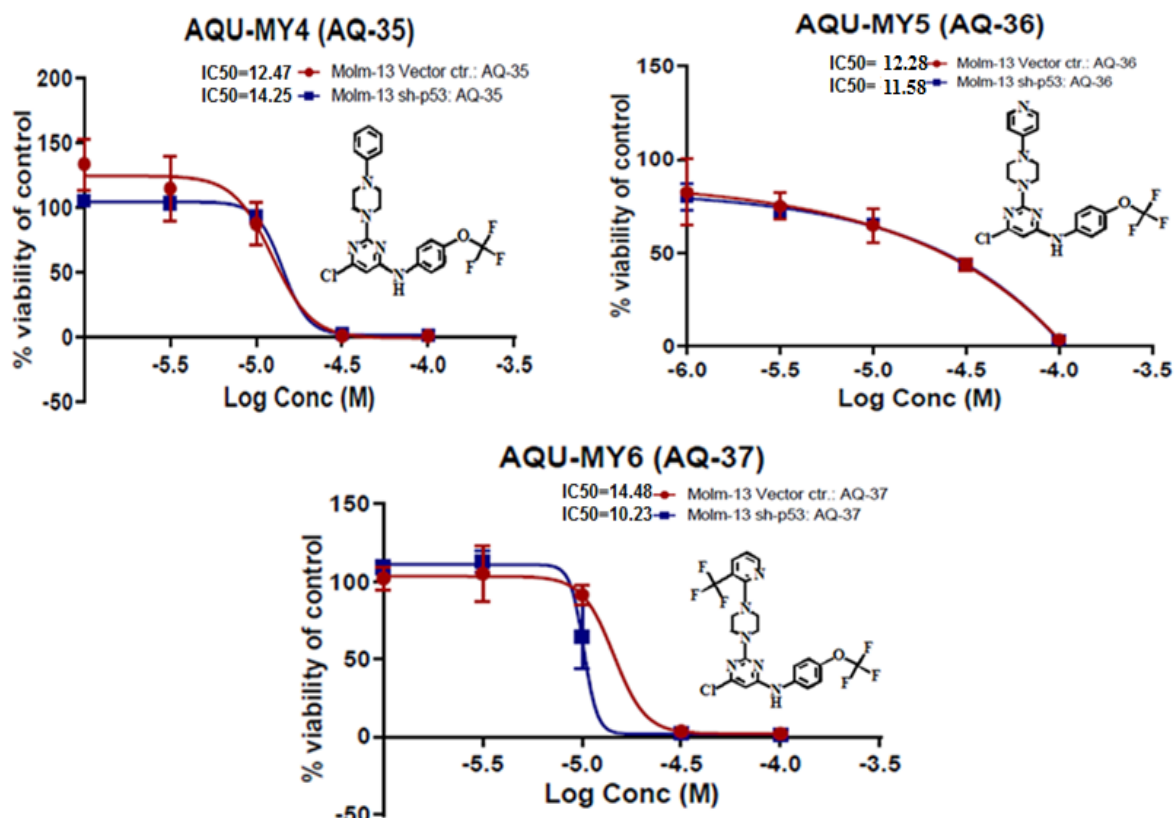 AQU-MY4 (AQ-35)
IC50=12.47 Molm-13 Vector ctr.: AQ-35
IC50=14.25 Molm-13 sh-p53: AQ-35
% viability of control
200
150
100
50
0
-50
-5.5 -5.0 -4.5 -4.0 -3.5
Log Conc (M)
N
N
N N
Cl N H
O F F F
AQU-MY5 (AQ-36)
IC50= 12.28 Molm-13 Vector ctr.: AQ-36
IC50= 11.58 Molm-13 sh-p53: AQ-36
% viability of control
150
100
50
0
-6.0 -5.5 -5.0 -4.5 -4.0 -3.5
Log Conc (M)
N
N
N
N N
Cl N H
O F F F
AQU-MY6 (AQ-37)
IC50=14.48 Molm-13 Vector ctr.: AQ-37
IC50=10.23 Molm-13 sh-p53: AQ-37
% viability of control
150
100
50
0
-50
-5.5 -5.0 -4.5 -4.0 -3.5
Log Conc (M)
F F F N
N
N
N N
Cl N H
O F F F